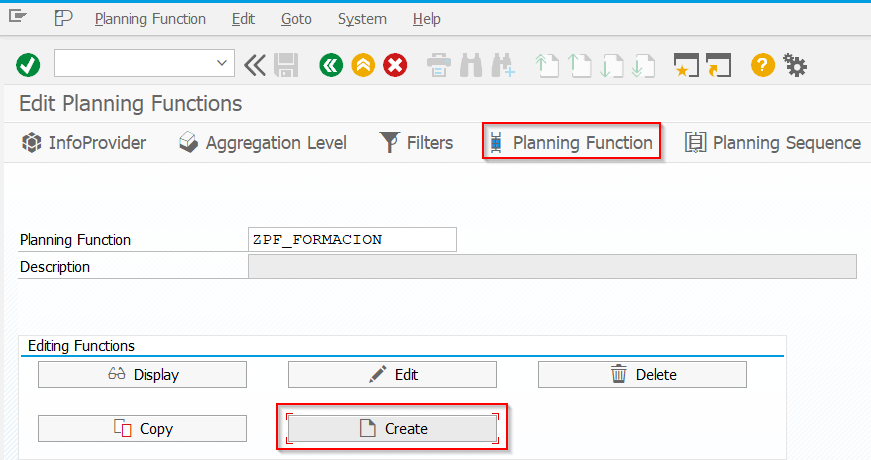 Planning Function Edit Goto System Help
Edit Planning Functions
InfoProvider Aggregation Level Filters Planning Function Planning Sequence
Planning Function ZPF_FORMACION
Description
Editing Functions
Display Edit Delete
Copy Create